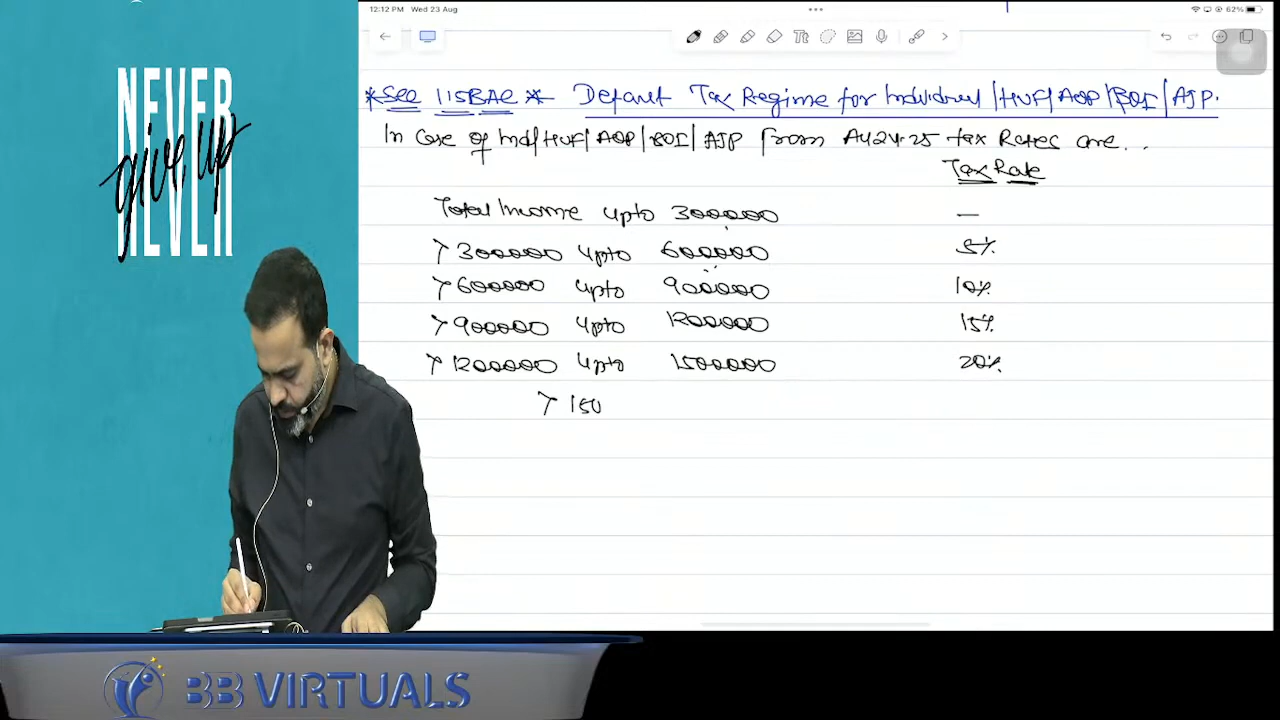 12:12 PM Wed 23 Aug
62%
NEVER
give up
NEVER
*Sec 115BAC* Default Tax Regime for Individual/HUF/AOP/BOI/AJP.
In Case of Ind/HUF/AOP/BOI/AJP from AY24-25 tax Rates are...
Tax Rate
Total Income upto 300000 —
>300000 upto 600000 5%
>600000 upto 900000 10%
>900000 upto 1200000 15%
>1200000 upto 1500000 20%
> 150
BB VIRTUALS